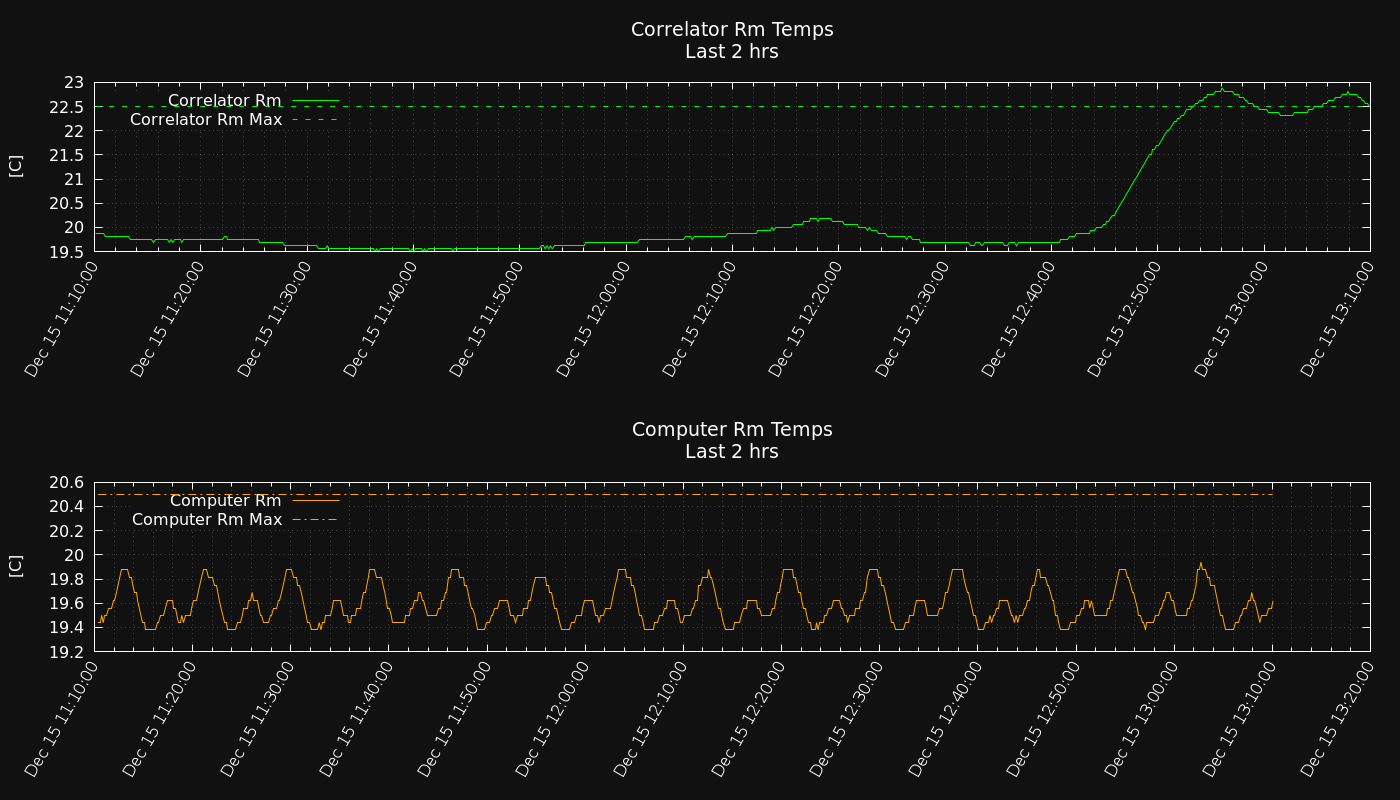 Correlator Rm Temps
Last 2 hrs
23
22.5
22
21.5
21
20.5
20
19.5
[C]
Correlator Rm
Correlator Rm Max
Dec 15 11:10:00
Dec 15 11:20:00
Dec 15 11:30:00
Dec 15 11:40:00
Dec 15 11:50:00
Dec 15 12:00:00
Dec 15 12:10:00
Dec 15 12:20:00
Dec 15 12:30:00
Dec 15 12:40:00
Dec 15 12:50:00
Dec 15 13:00:00
Dec 15 13:10:00
Computer Rm Temps
Last 2 hrs
20.6
20.4
20.2
20
19.8
19.6
19.4
19.2
[C]
Computer Rm
Computer Rm Max
Dec 15 11:10:00
Dec 15 11:20:00
Dec 15 11:30:00
Dec 15 11:40:00
Dec 15 11:50:00
Dec 15 12:00:00
Dec 15 12:10:00
Dec 15 12:20:00
Dec 15 12:30:00
Dec 15 12:40:00
Dec 15 12:50:00
Dec 15 13:00:00
Dec 15 13:10:00
Dec 15 13:20:00